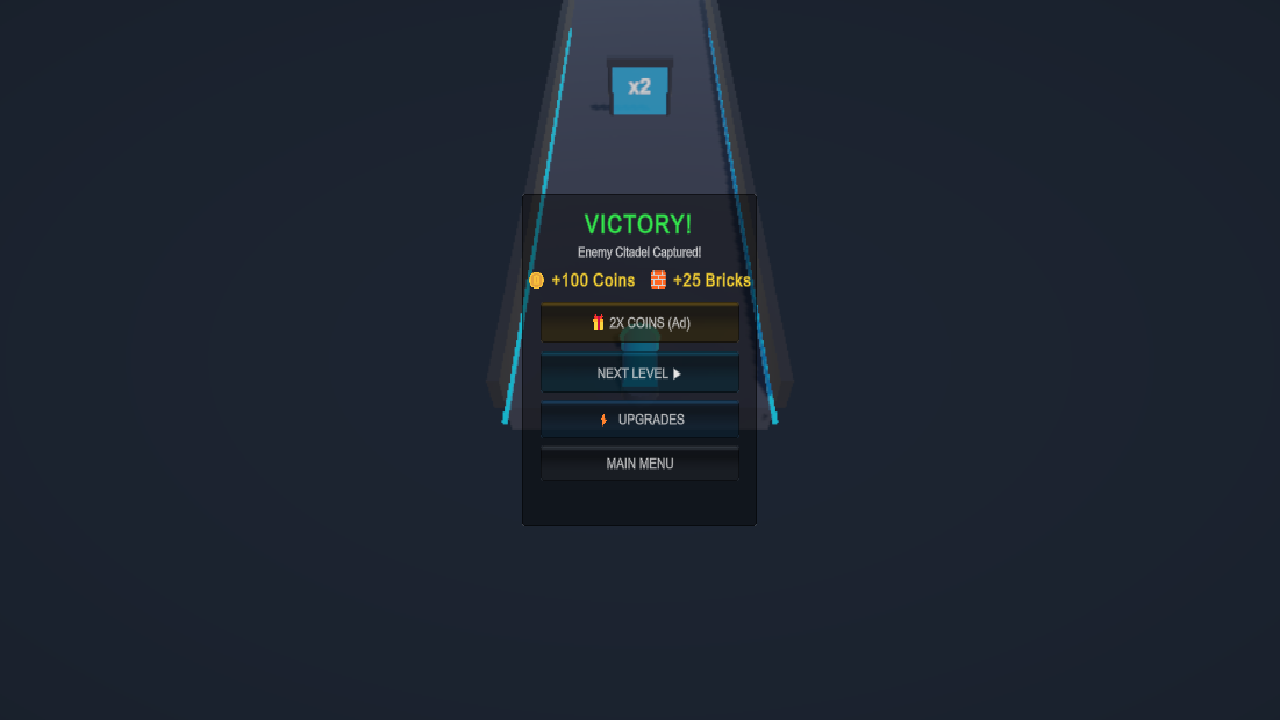 x2
VICTORY!
Enemy Citadel Captured!
+100 Coins +25 Bricks
2X COINS (Ad)
NEXT LEVEL ▶
UPGRADES
MAIN MENU